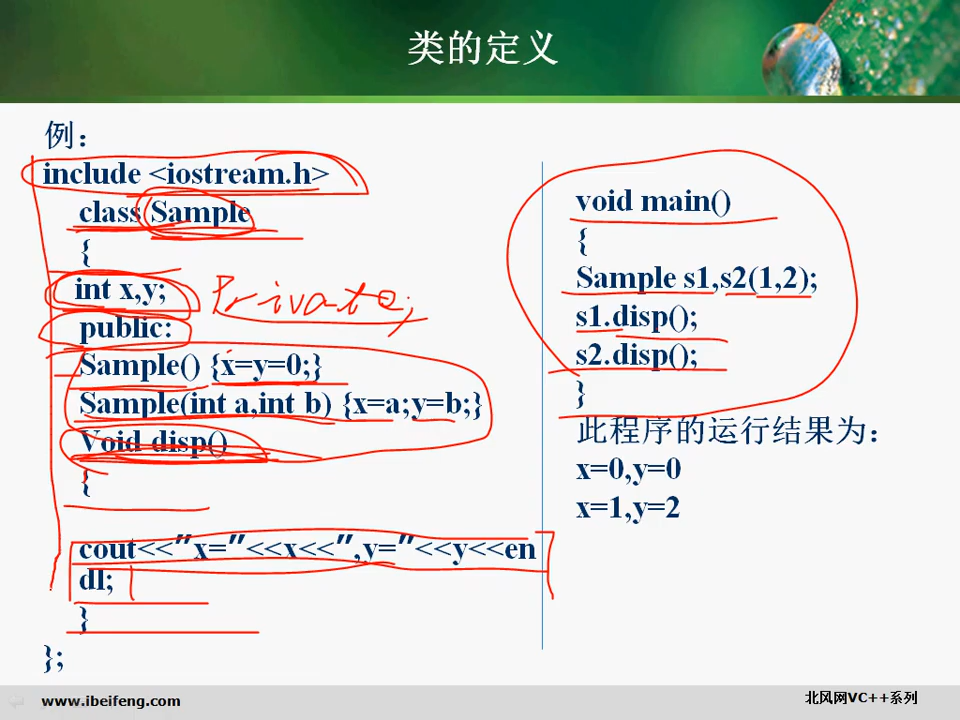 类的定义
例：
include <iostream.h>
class Sample
{
int x,y;
Private;
public:
Sample() {x=y=0;}
Sample(int a,int b) {x=a;y=b;}
Void disp()
{
cout<<"x="<<x<<",y="<<y<<en
dl;
}
};
void main()
{
Sample s1,s2(1,2);
s1.disp();
s2.disp();
}
此程序的运行结果为：
x=0,y=0
x=1,y=2
www.ibeifeng.com
北风网VC++系列